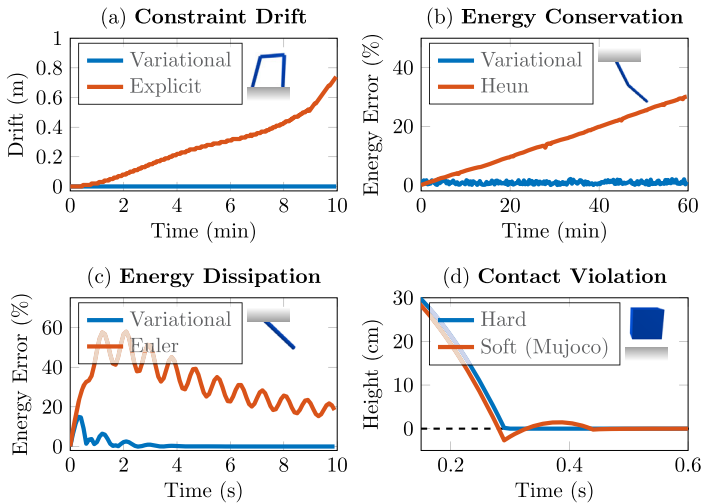 (a) Constraint Drift
Drift (m)
1
0.8
0.6
0.4
0.2
0
Variational
Explicit
0 2 4 6 8 10
Time (min)
(b) Energy Conservation
Energy Error (%)
40
20
0
Variational
Heun
0 20 40 60
Time (min)
(c) Energy Dissipation
Energy Error (%)
60
40
20
0
Variational
Euler
0 2 4 6 8 10
Time (s)
(d) Contact Violation
Height (cm)
30
20
10
0
Hard
Soft (Mujoco)
0.2 0.4 0.6
Time (s)